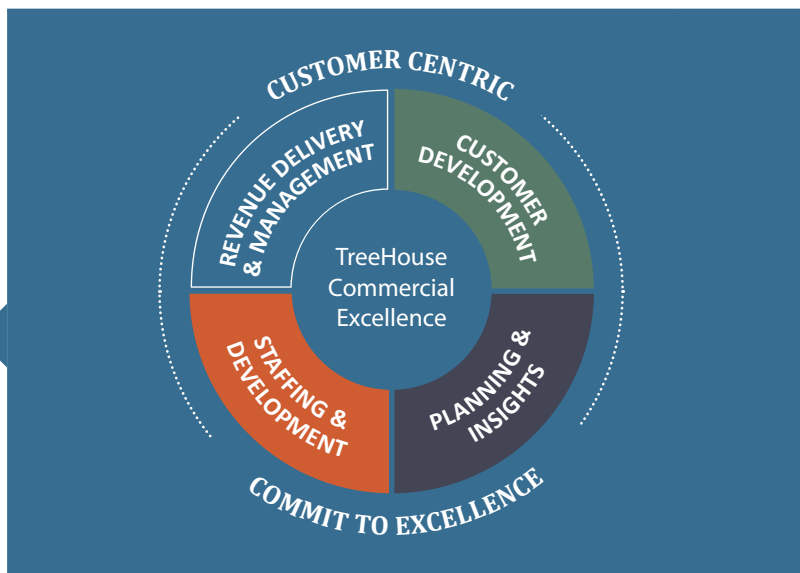 CUSTOMER CENTRIC
REVENUE DELIVERY
& MANAGEMENT
CUSTOMER
DEVELOPMENT
TreeHouse
Commercial
Excellence
STAFFING &
DEVELOPMENT
PLANNING &
INSIGHTS
COMMIT TO EXCELLENCE